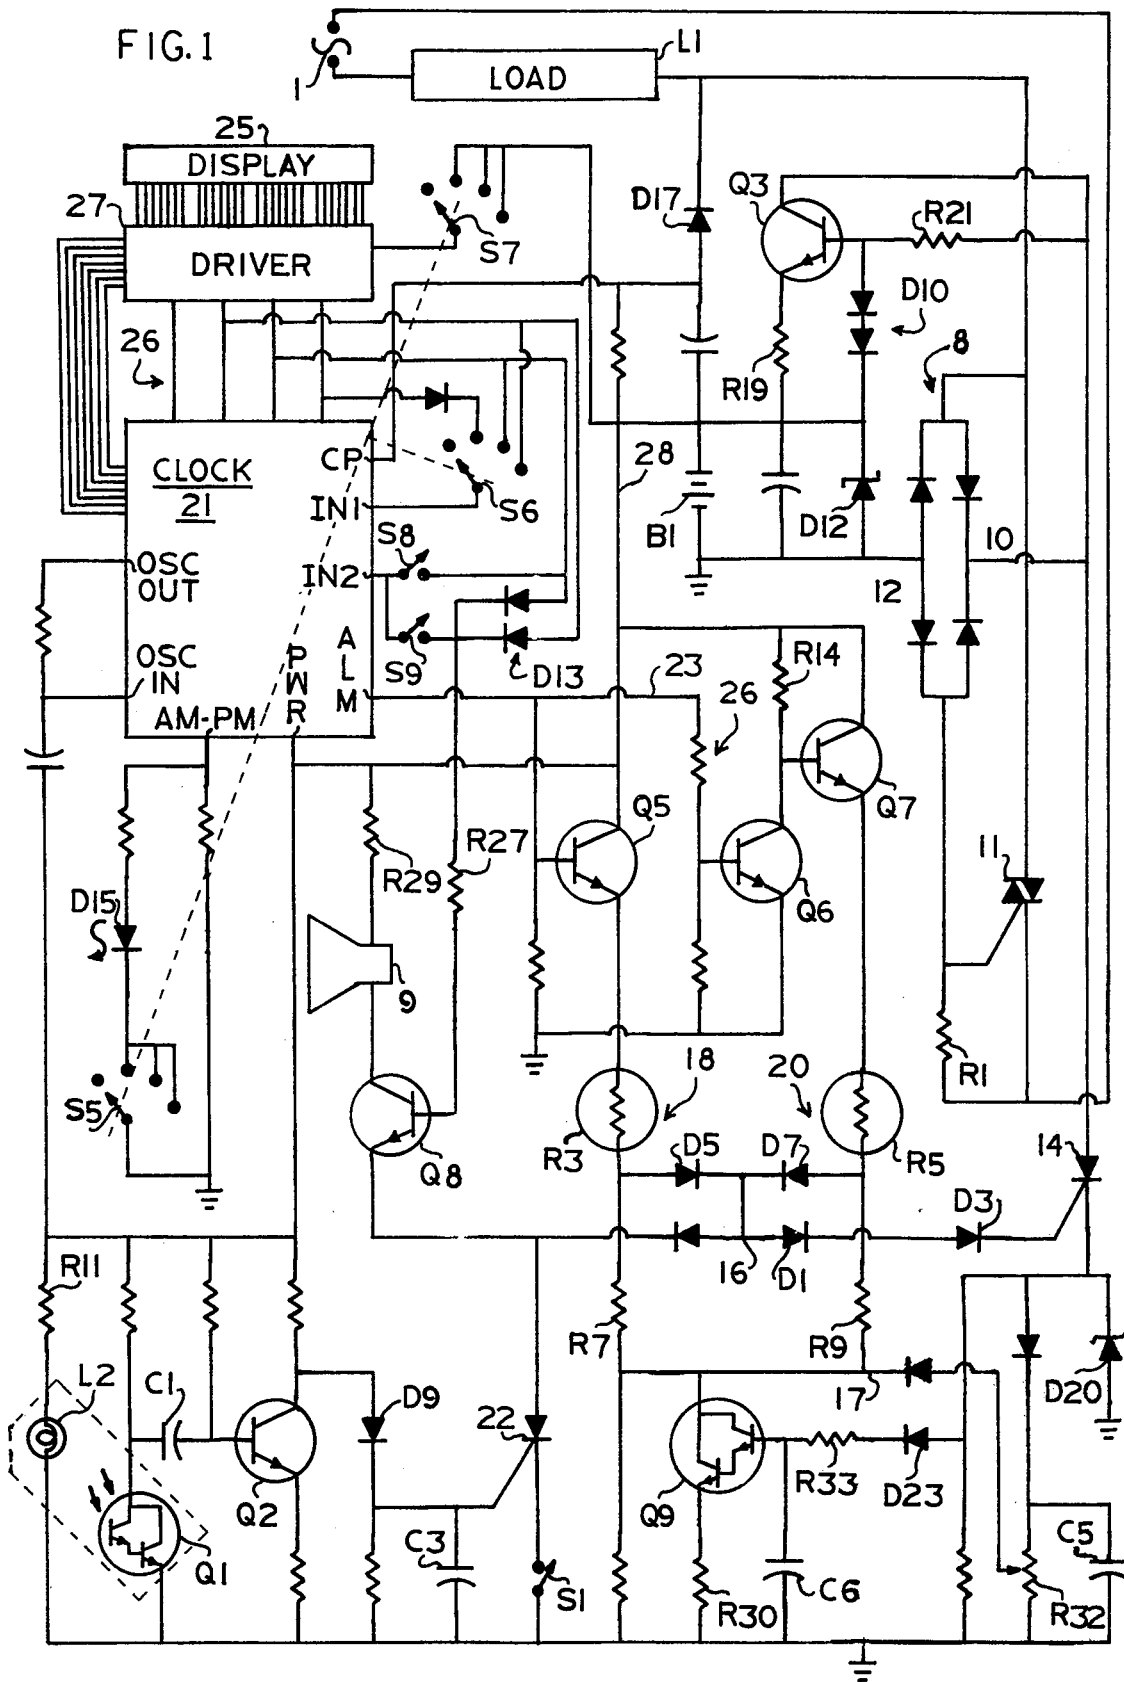 FIG. 1
1
LOAD
L1
25
DISPLAY
27
DRIVER
S7
D17
Q3
R21
D10
8
26
R19
CP
CLOCK
21
28
IN1
S6
B1
D12
10
OSC
OUT
S8
IN2
12
S9
D13
OSC
IN
A
L
M
P
W
R
AM-PM
23
R14
26
Q7
Q5
R27
R29
Q6
11
D15
9
S5
Q8
18
20
R1
R3
D5
D7
R5
14
D3
16
D1
R11
R7
R9
L2
C1
D9
17
D20
22
Q2
Q9
R33
D23
Q1
C3
S1
R30
C6
C5
R32